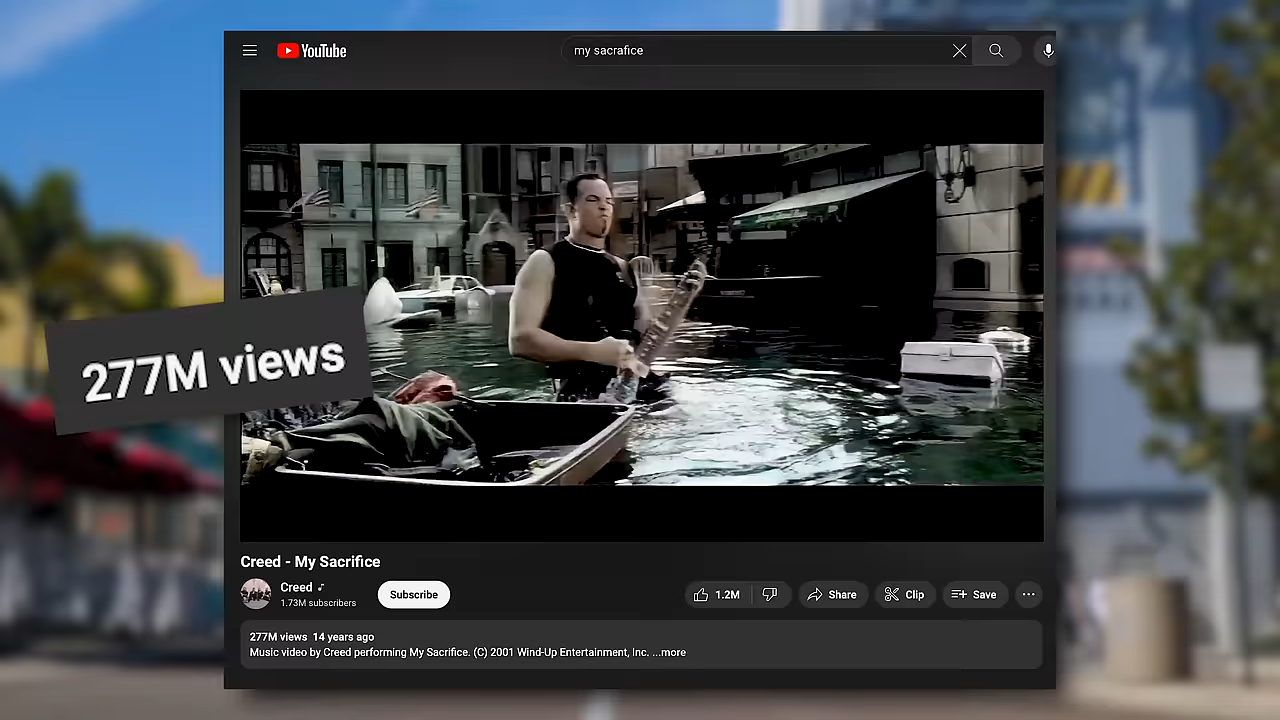 YouTube
my sacrafice
277M views
Creed - My Sacrifice
Creed
1.73M subscribers
Subscribe
1.2M
Share
Clip
Save
277M views 14 years ago
Music video by Creed performing My Sacrifice. (C) 2001 Wind-Up Entertainment, Inc. ...more